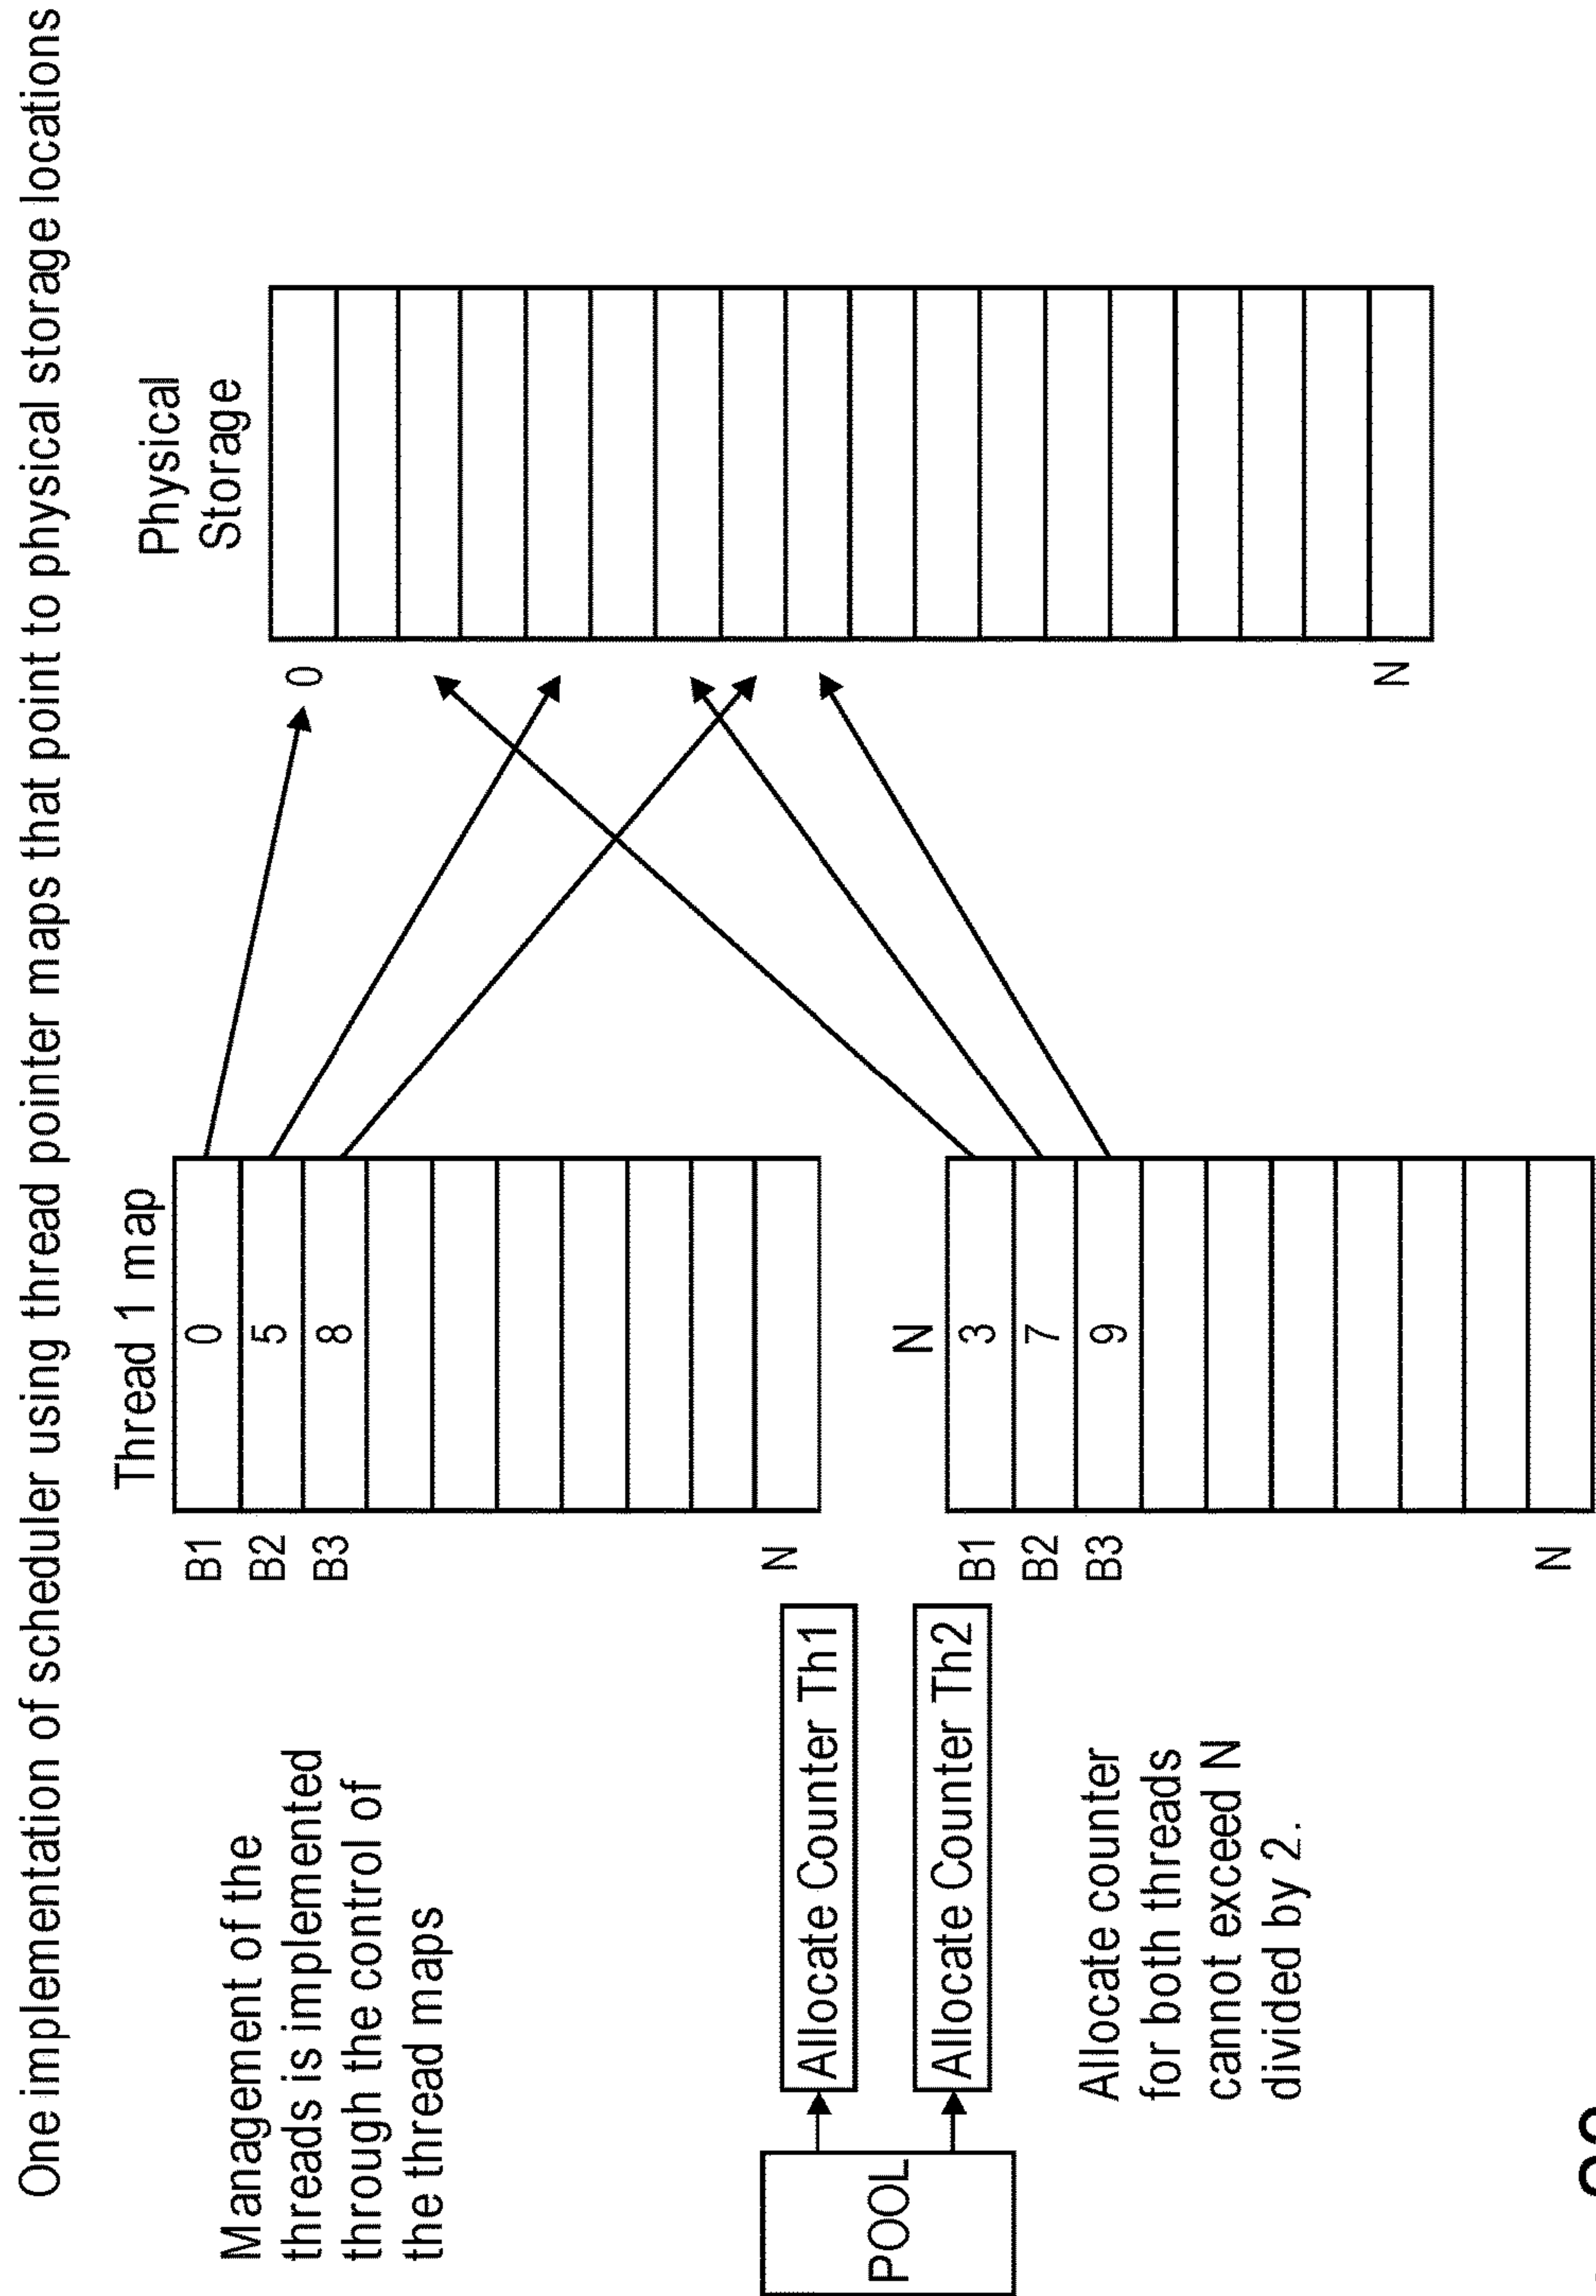 One implementation of scheduler using thread pointer maps that point to physical storage locations
Management of the
threads is implemented
through the control of
the thread maps
Thread 1 map
B1
0
B2
5
B3
8
N
Physical
Storage
0
N
POOL
Allocate Counter Th1
Allocate Counter Th2
Allocate counter
for both threads
cannot exceed N
divided by 2.
N
B1
3
B2
7
B3
9
N